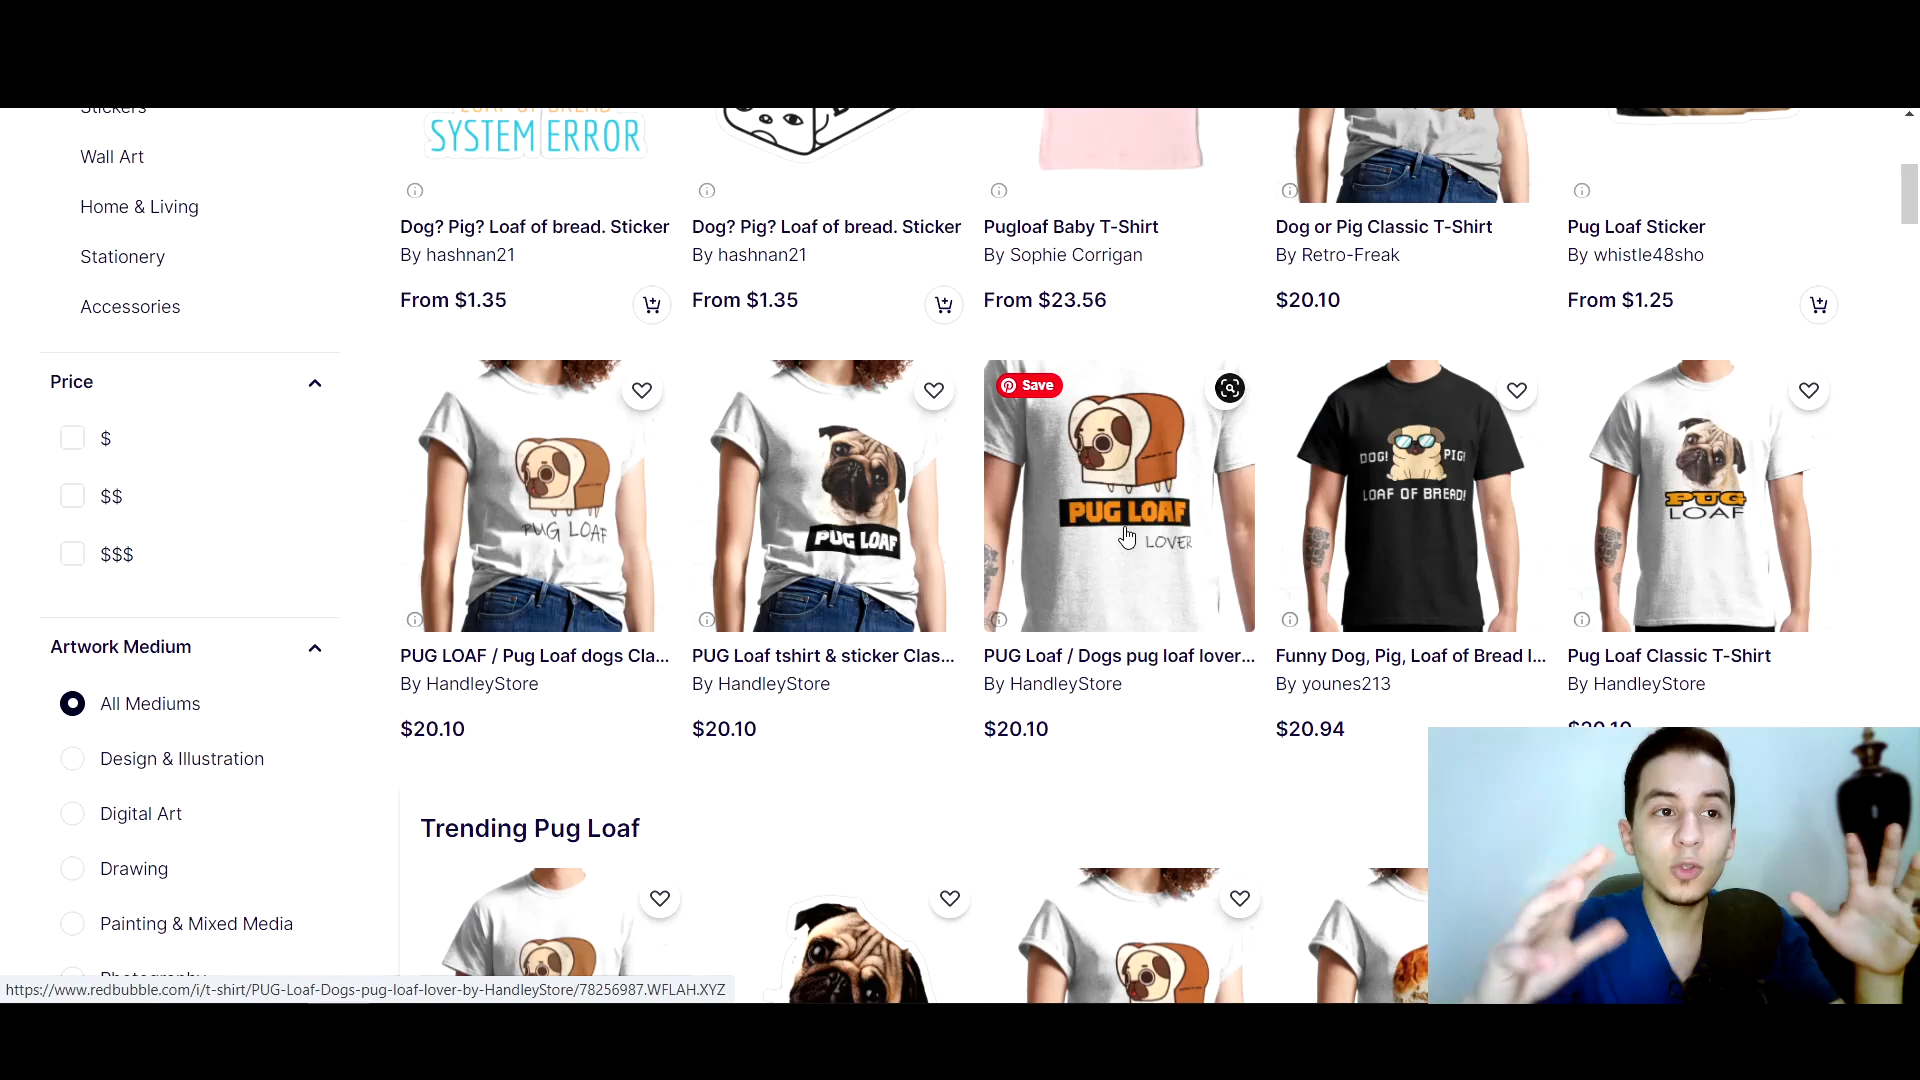 Stickers
Wall Art
Home & Living
Stationery
Accessories
Price
$
$$
$$$
Artwork Medium
All Mediums
Design & Illustration
Digital Art
Drawing
Painting & Mixed Media
Photography
LOAF OF BREAD
SYSTEM ERROR
Dog? Pig? Loaf of bread. Sticker
By hashnan21
From $1.35
Dog? Pig? Loaf of bread. Sticker
By hashnan21
From $1.35
Pugloaf Baby T-Shirt
By Sophie Corrigan
From $23.56
Dog or Pig Classic T-Shirt
By Retro-Freak
$20.10
Pug Loaf Sticker
By whistle48sho
From $1.25
PUG LOAF
PUG LOAF / Pug Loaf dogs Cla...
By HandleyStore
$20.10
PUG LOAF
PUG Loaf tshirt & sticker Clas...
By HandleyStore
$20.10
Save
PUG LOAF
LOVER
PUG Loaf / Dogs pug loaf lover...
By HandleyStore
$20.10
DOG! PIG!
LOAF OF BREAD!
Funny Dog, Pig, Loaf of Bread I...
By younes213
$20.94
PUG
LOAF
Pug Loaf Classic T-Shirt
By HandleyStore
$20.10
Trending Pug Loaf
https://www.redbubble.com/i/t-shirt/PUG-Loaf-Dogs-pug-loaf-lover-by-HandleyStore/78256987.WFLAH.XYZ